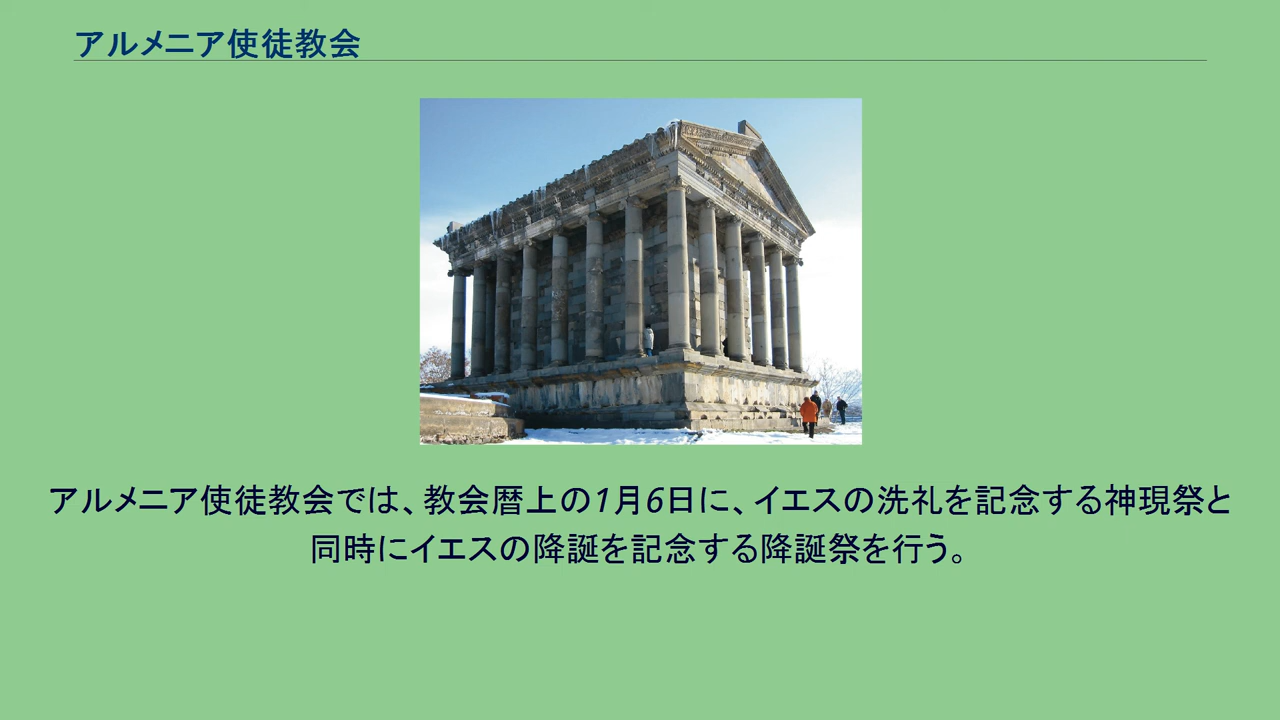 アルメニア使徒教会
アルメニア使徒教会では、教会暦上の1月6日に、イエスの洗礼を記念する神現祭と
同時にイエスの降誕を記念する降誕祭を行う。